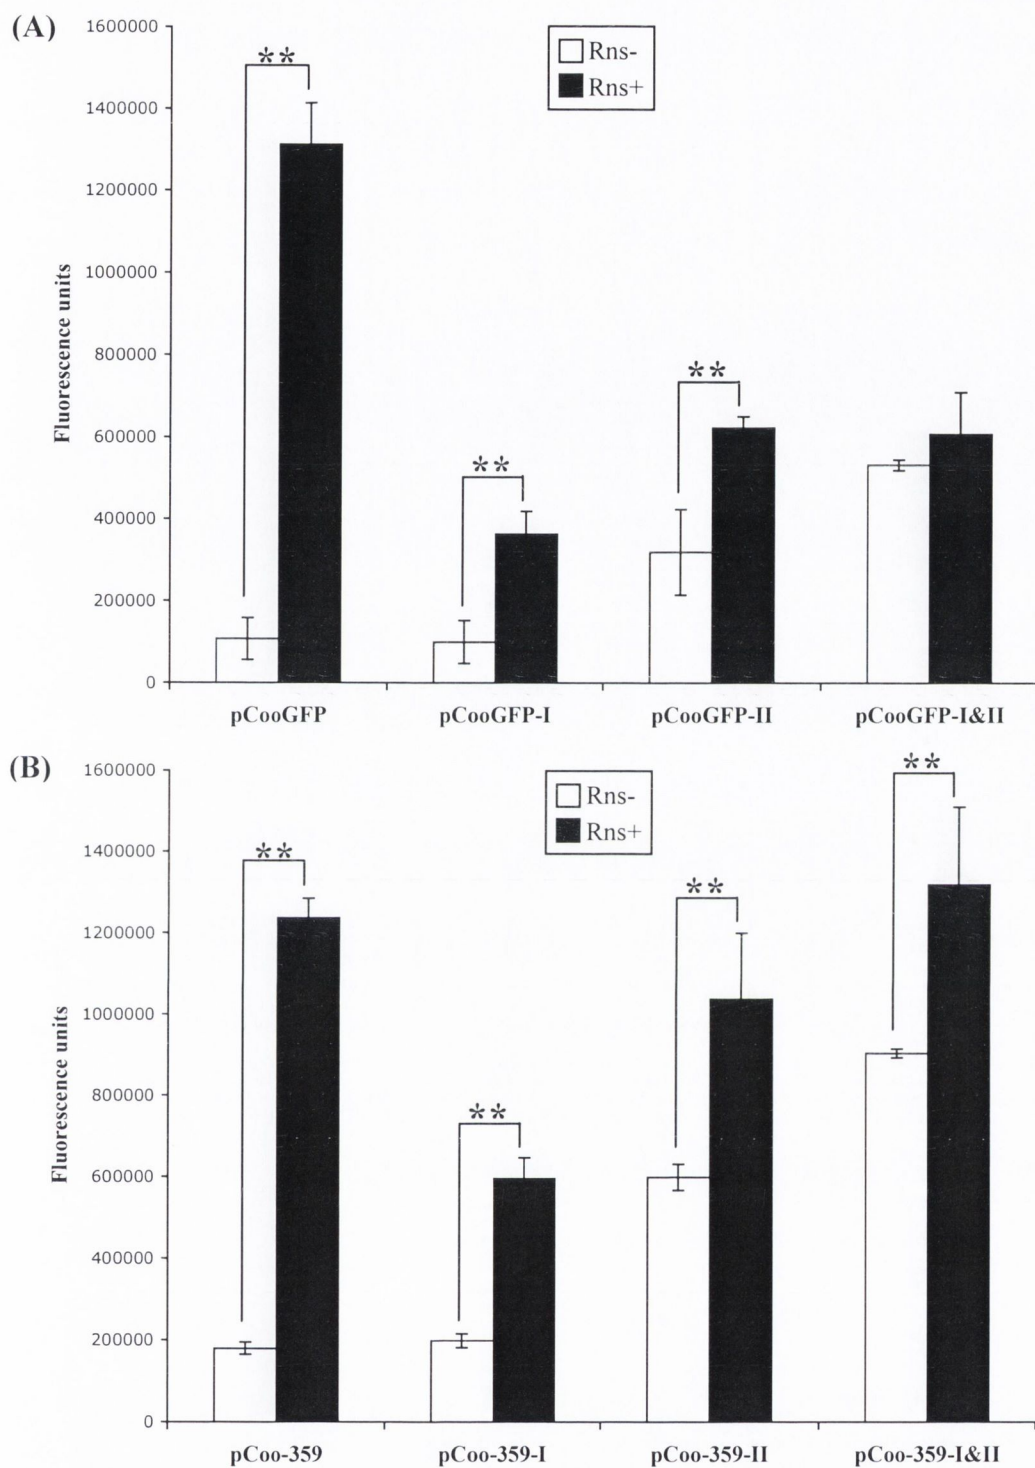 (A)
1600000
1400000
1200000
1000000
800000
600000
400000
200000
0
Fluorescence units
Rns-
Rns+
**
**
**
pCooGFP
pCooGFP-I
pCooGFP-II
pCooGFP-I&II
(B)
1600000
1400000
1200000
1000000
800000
600000
400000
200000
0
Fluorescence units
Rns-
Rns+
**
**
**
**
pCoo-359
pCoo-359-I
pCoo-359-II
pCoo-359-I&II